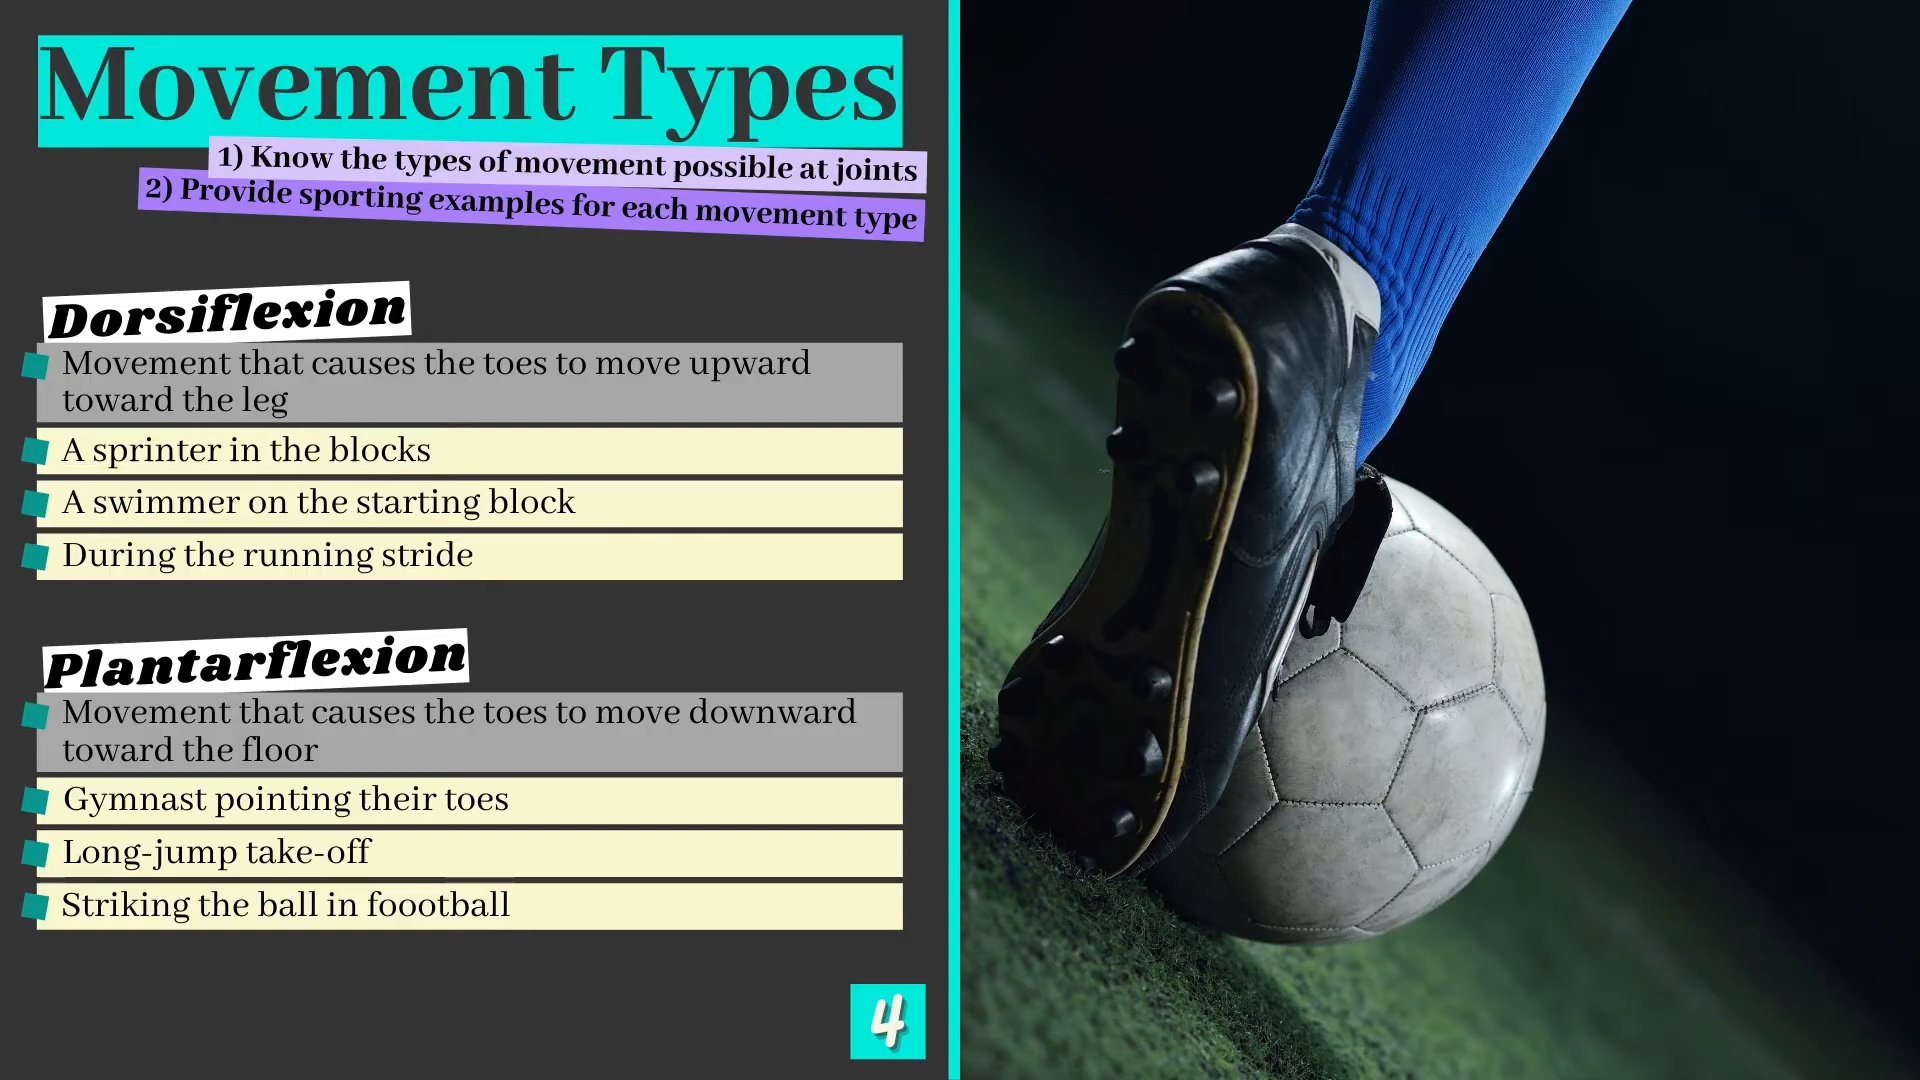 Movement Types
1) Know the types of movement possible at joints
2) Provide sporting examples for each movement type
Dorsiflexion
Movement that causes the toes to move upward
toward the leg
A sprinter in the blocks
A swimmer on the starting block
During the running stride
Plantarflexion
Movement that causes the toes to move downward
toward the floor
Gymnast pointing their toes
Long-jump take-off
Striking the ball in foootball
4